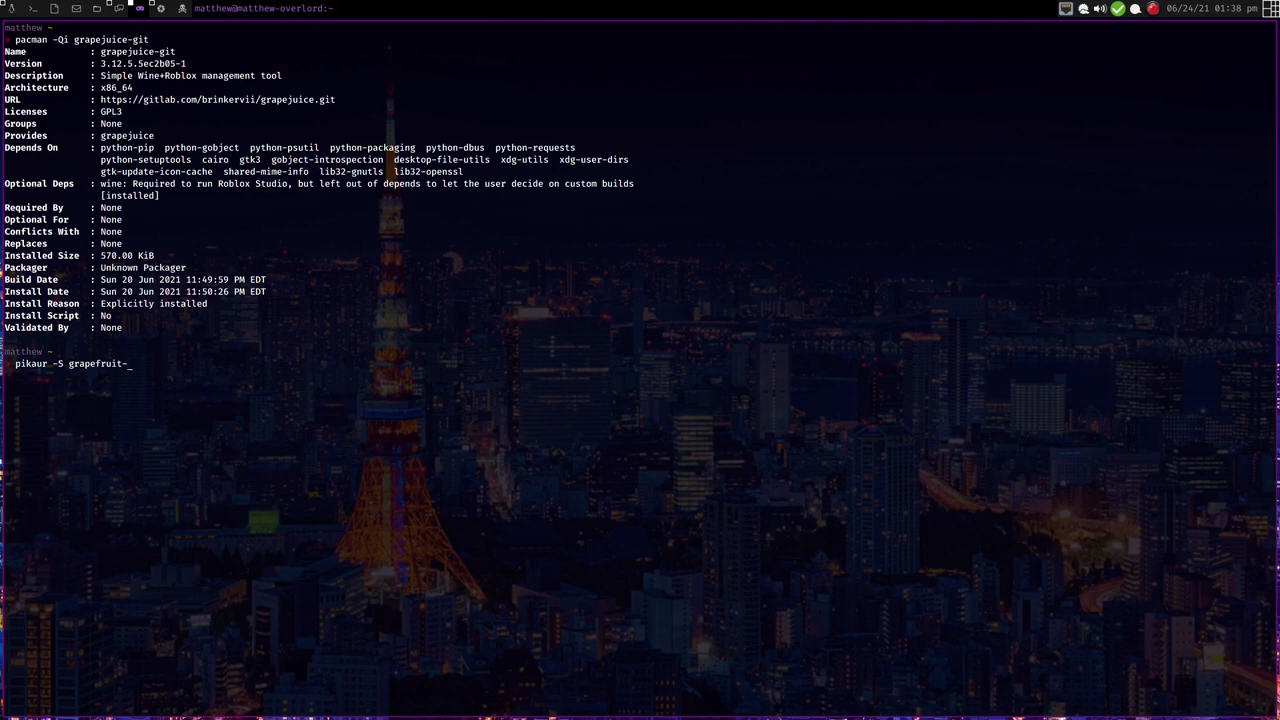 matthew@matthew-overlord:~
06/24/21 01:38 pm
matthew ~
pacman -Qi grapejuice-git
Name : grapejuice-git
Version : 3.12.5.5ec2b05-1
Description : Simple Wine+Roblox management tool
Architecture : x86_64
URL : https://gitlab.com/brinkervii/grapejuice.git
Licenses : GPL3
Groups : None
Provides : grapejuice
Depends On : python-pip python-gobject python-psutil python-packaging python-dbus python-requests
python-setuptools cairo gtk3 gobject-introspection desktop-file-utils xdg-utils xdg-user-dirs
gtk-update-icon-cache shared-mime-info lib32-gnutls lib32-openssl
Optional Deps : wine: Required to run Roblox Studio, but left out of depends to let the user decide on custom builds
[installed]
Required By : None
Optional For : None
Conflicts With : None
Replaces : None
Installed Size : 570.00 KiB
Packager : Unknown Packager
Build Date : Sun 20 Jun 2021 11:49:59 PM EDT
Install Date : Sun 20 Jun 2021 11:50:26 PM EDT
Install Reason : Explicitly installed
Install Script : No
Validated By : None
matthew ~
pikaur -S grapefruit-_